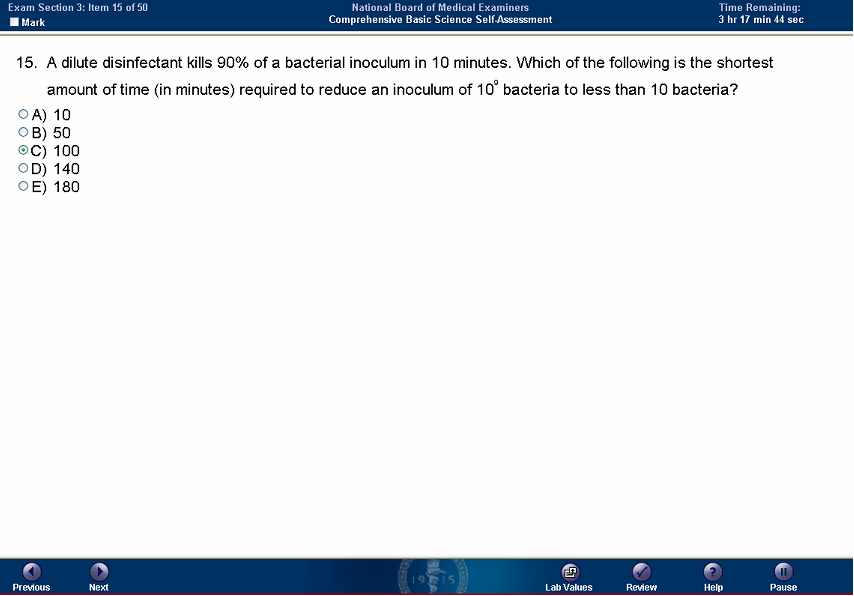 Exam Section 3: Item 15 of 50
National Board of Medical Examiners
Time Remaining:
Mark
Comprehensive Basic Science Self-Assessment
3 hr 17 min 44 sec
15. A dilute disinfectant kills 90% of a bacterial inoculum in 10 minutes. Which of the following is the shortest
amount of time (in minutes) required to reduce an inoculum of 10⁹ bacteria to less than 10 bacteria?
A) 10
B) 50
C) 100
D) 140
E) 180
1915
Previous
Next
Lab Values
Review
Help
Pause